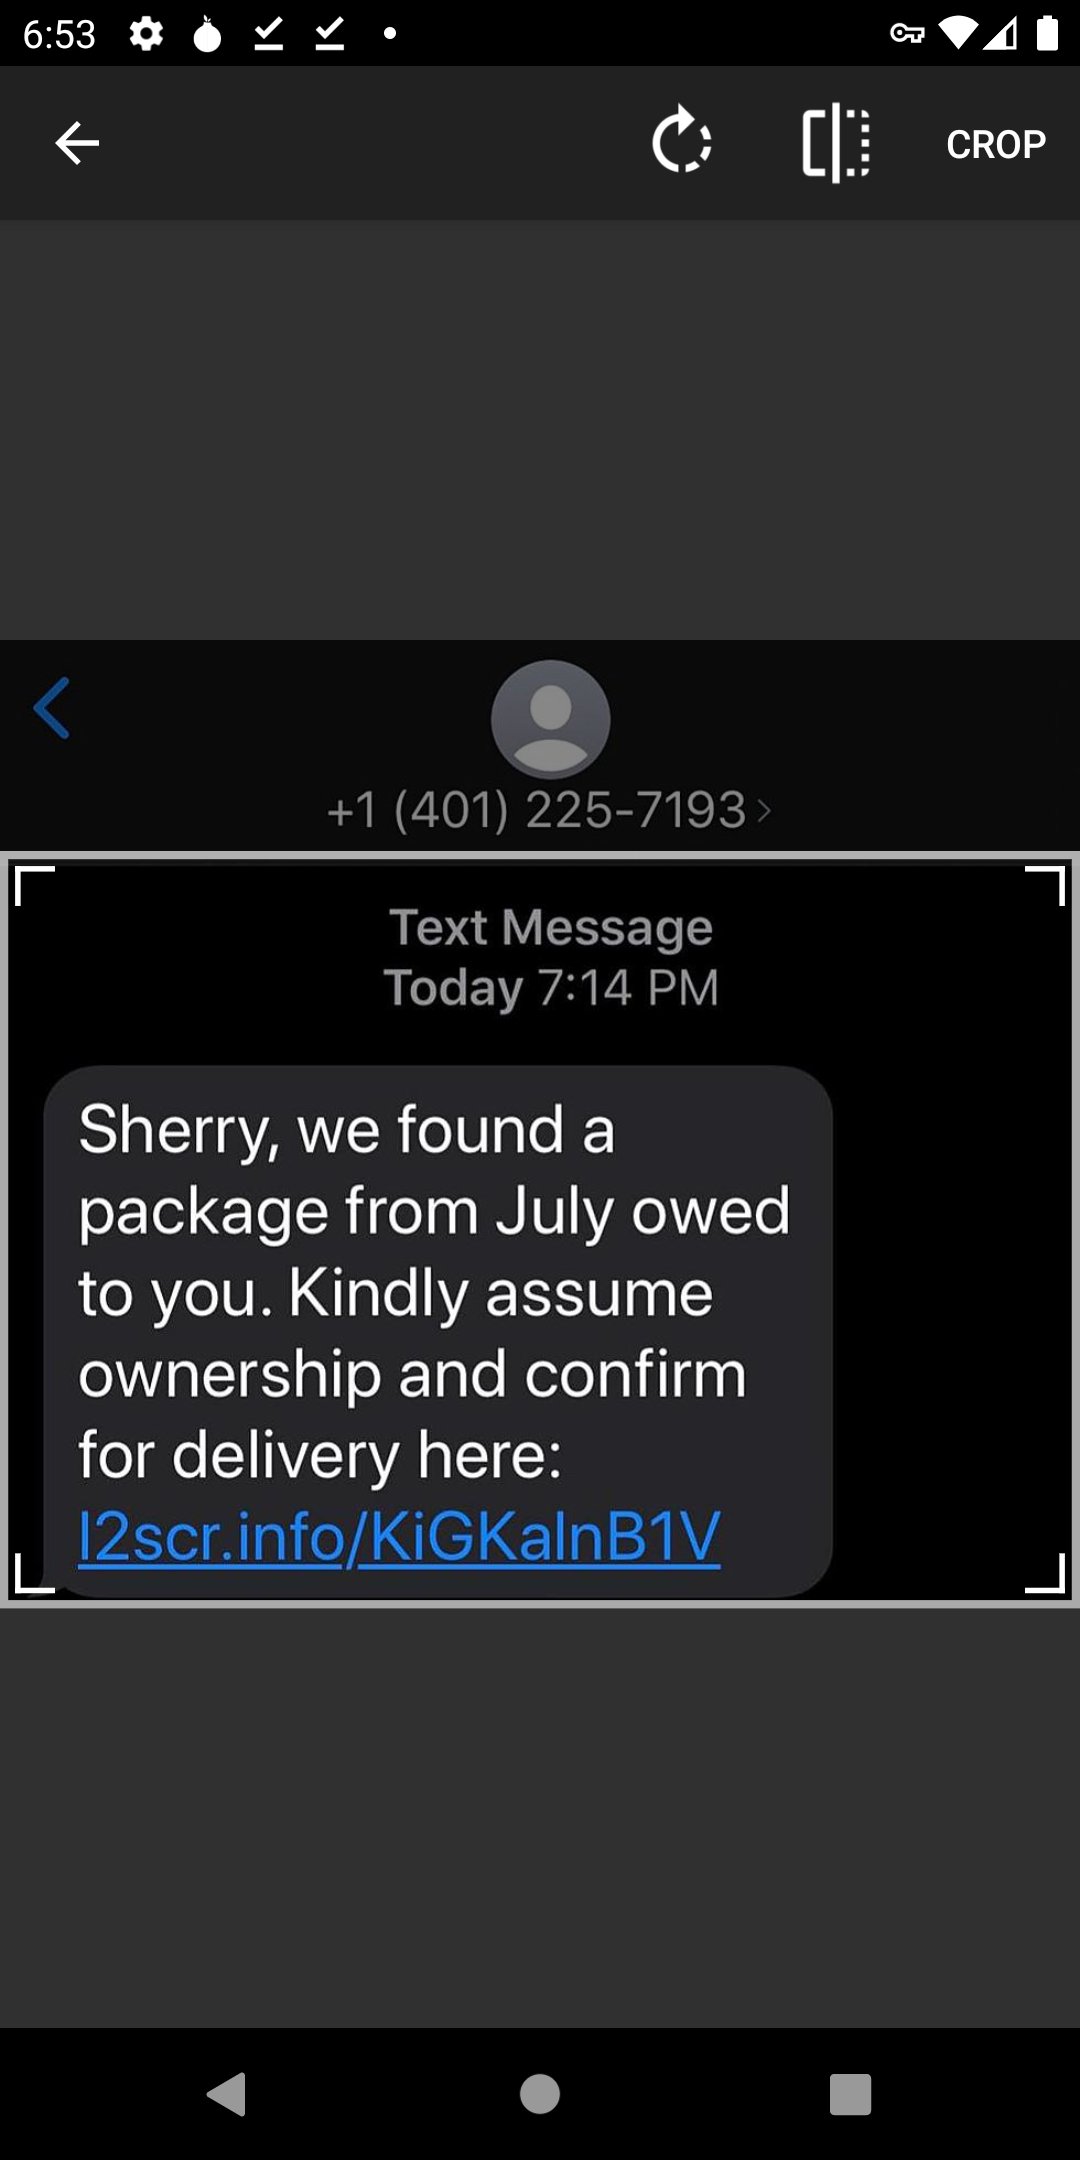 6:53
CROP
+1 (401) 225-7193
Text Message
Today 7:14 PM
Sherry, we found a
package from July owed
to you. Kindly assume
ownership and confirm
for delivery here:
l2scr.info/KiGKalnB1V